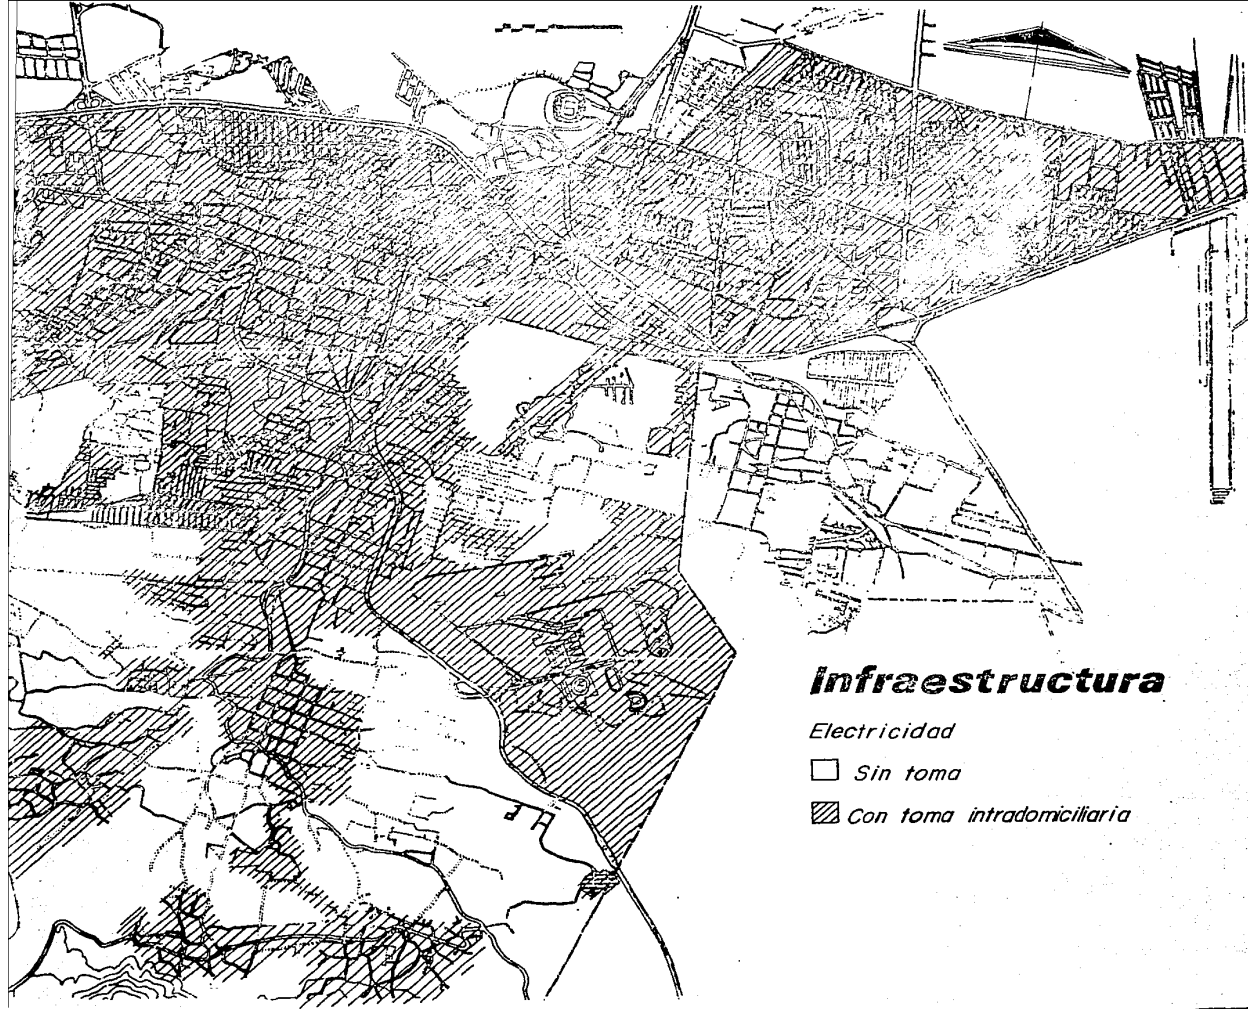 Infraestructura
Electricidad
Sin toma
Con toma intradomiciliaria